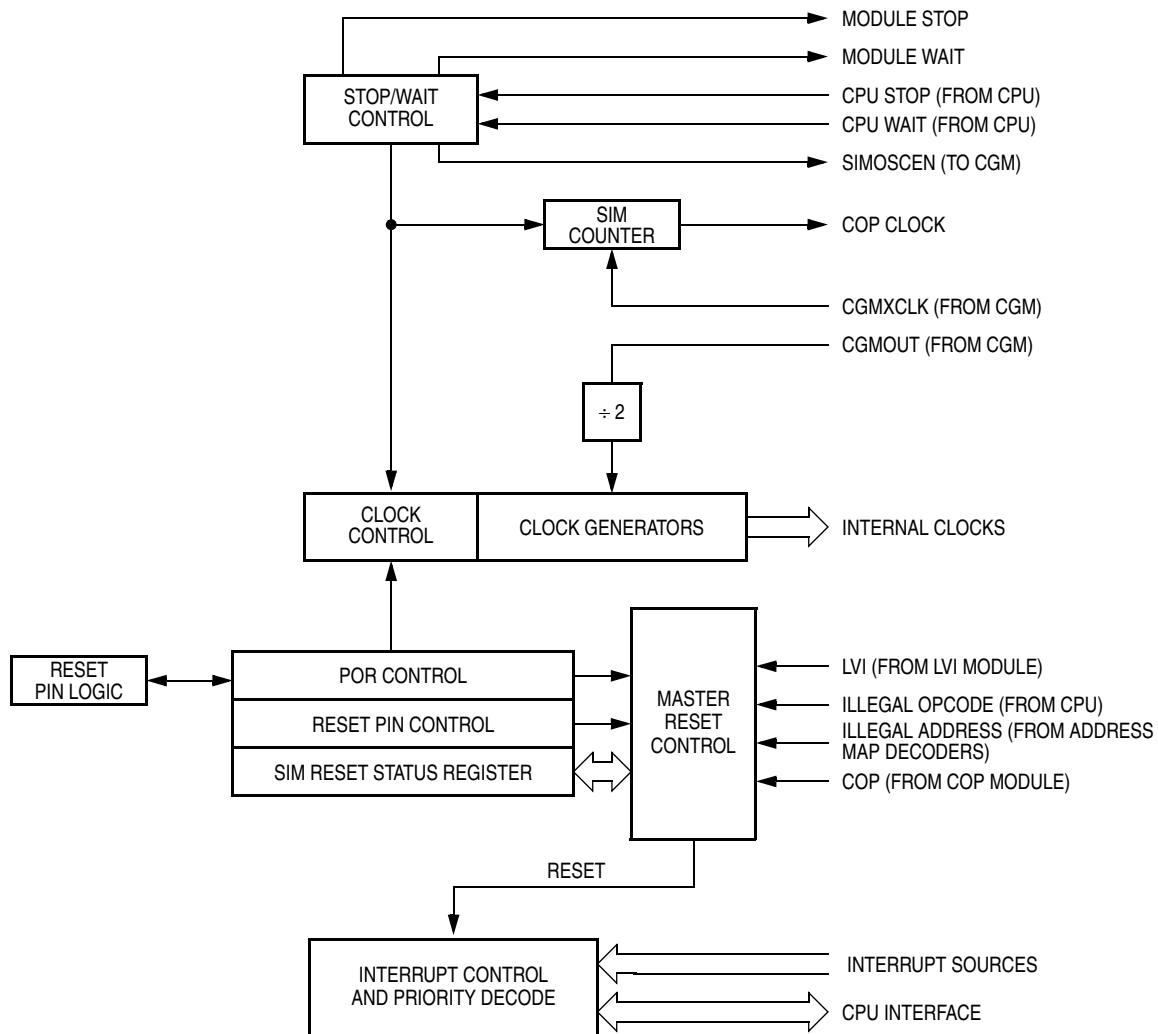 MODULE STOP
MODULE WAIT
STOP/WAIT
CONTROL
CPU STOP (FROM CPU)
CPU WAIT (FROM CPU)
SIMOSCEN (TO CGM)
SIM
COUNTER
COP CLOCK
CGMXCLK (FROM CGM)
CGMOUT (FROM CGM)
÷ 2
CLOCK
CONTROL
CLOCK GENERATORS
INTERNAL CLOCKS
RESET
PIN LOGIC
POR CONTROL
RESET PIN CONTROL
SIM RESET STATUS REGISTER
MASTER
RESET
CONTROL
LVI (FROM LVI MODULE)
ILLEGAL OPCODE (FROM CPU)
ILLEGAL ADDRESS (FROM ADDRESS
MAP DECODERS)
COP (FROM COP MODULE)
RESET
INTERRUPT CONTROL
AND PRIORITY DECODE
INTERRUPT SOURCES
CPU INTERFACE